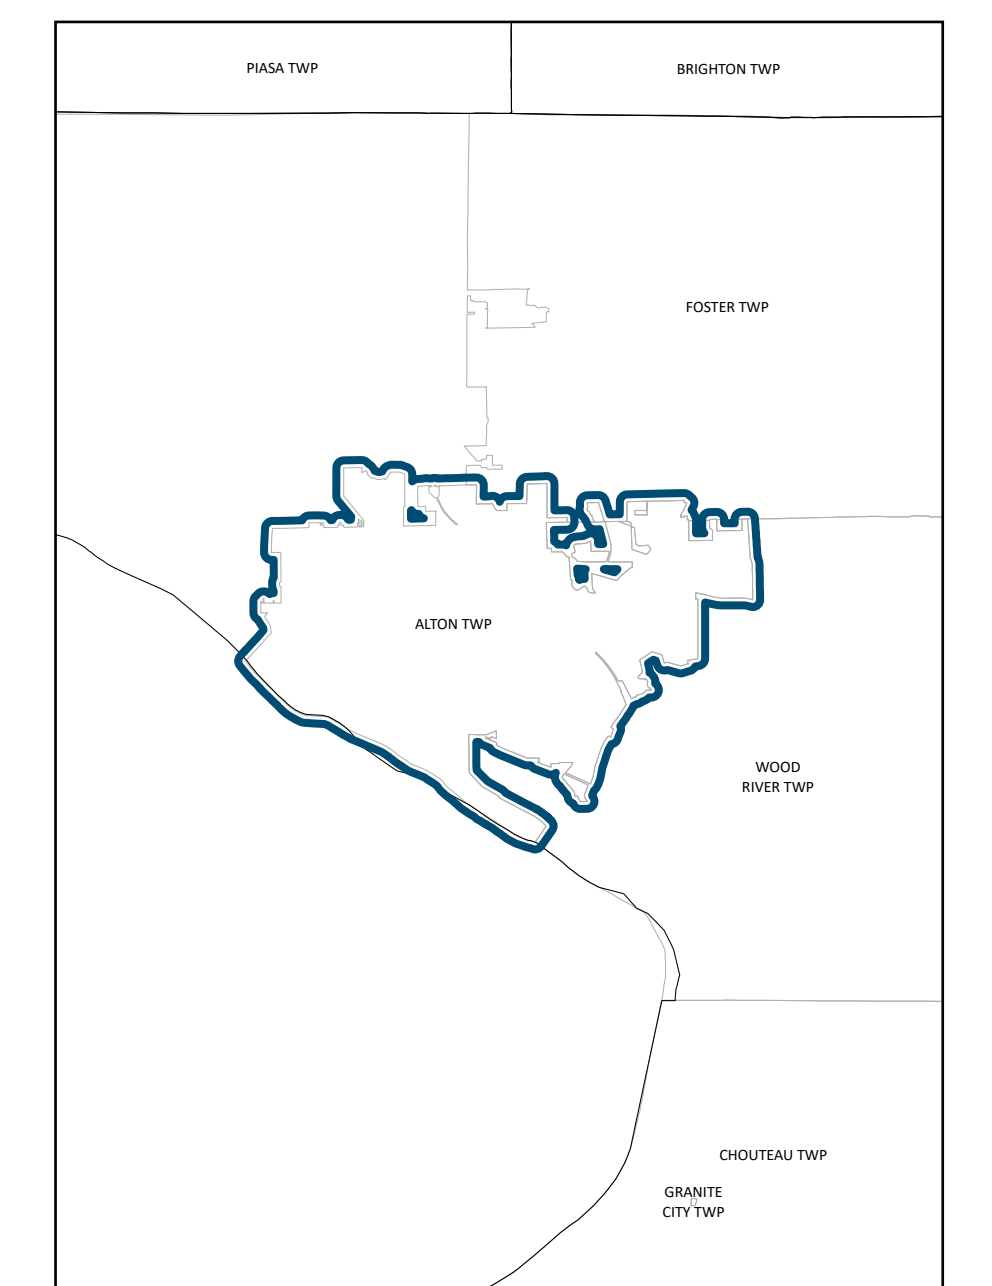 PIASA TWP
BRIGHTON TWP
FOSTER TWP
ALTON TWP
WOOD
RIVER TWP
CHOUTEAU TWP
GRANITE
CITY TWP